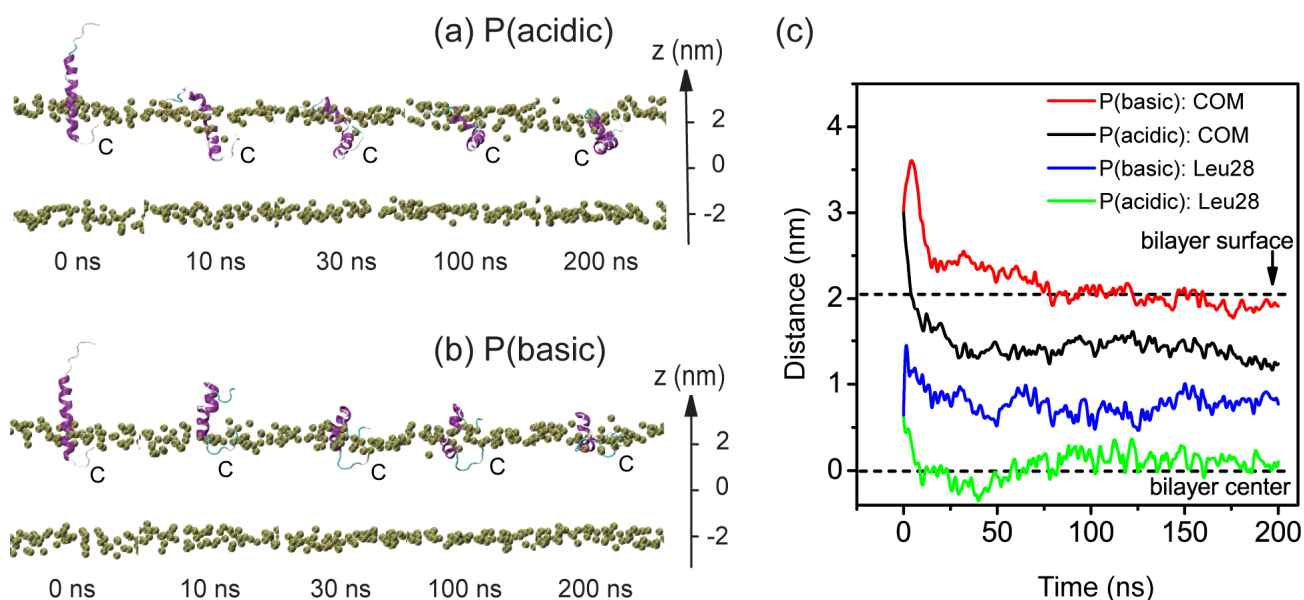 (a) P(acidic)
z (nm)
2
0
-2
C
C
C
C
C
0 ns
10 ns
30 ns
100 ns
200 ns
(b) P(basic)
z (nm)
2
0
-2
C
C
C
C
C
0 ns
10 ns
30 ns
100 ns
200 ns
(c)
P(basic): COM
P(acidic): COM
P(basic): Leu28
P(acidic): Leu28
bilayer surface
bilayer center
Distance (nm)
4
3
2
1
0
0
50
100
150
200
Time (ns)